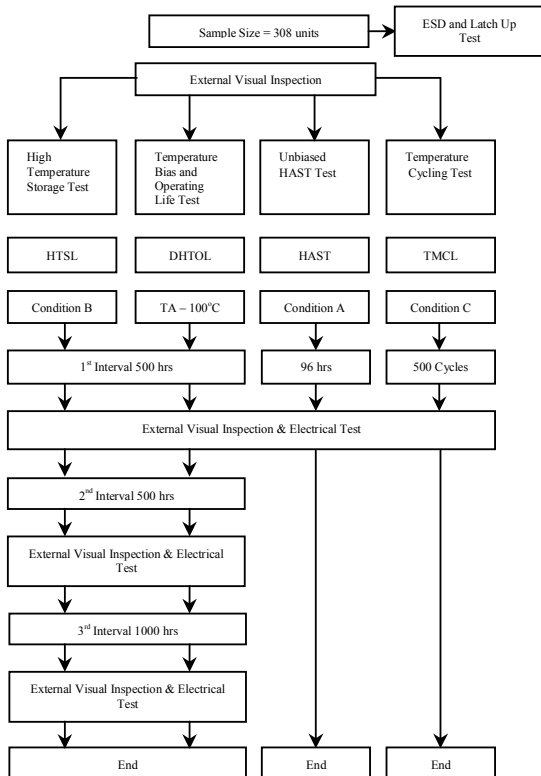 Sample Size = 308 units
ESD and Latch Up
Test
External Visual Inspection
High
Temperature
Storage Test
Temperature
Bias and
Operating
Life Test
Unbiased
HAST Test
Temperature
Cycling Test
HTSL
DHTOL
HAST
TMCL
Condition B
TA – 100°C
Condition A
Condition C
1st Interval 500 hrs
96 hrs
500 Cycles
External Visual Inspection & Electrical Test
2nd Interval 500 hrs
External Visual Inspection & Electrical
Test
3rd Interval 1000 hrs
External Visual Inspection & Electrical
Test
End
End
End